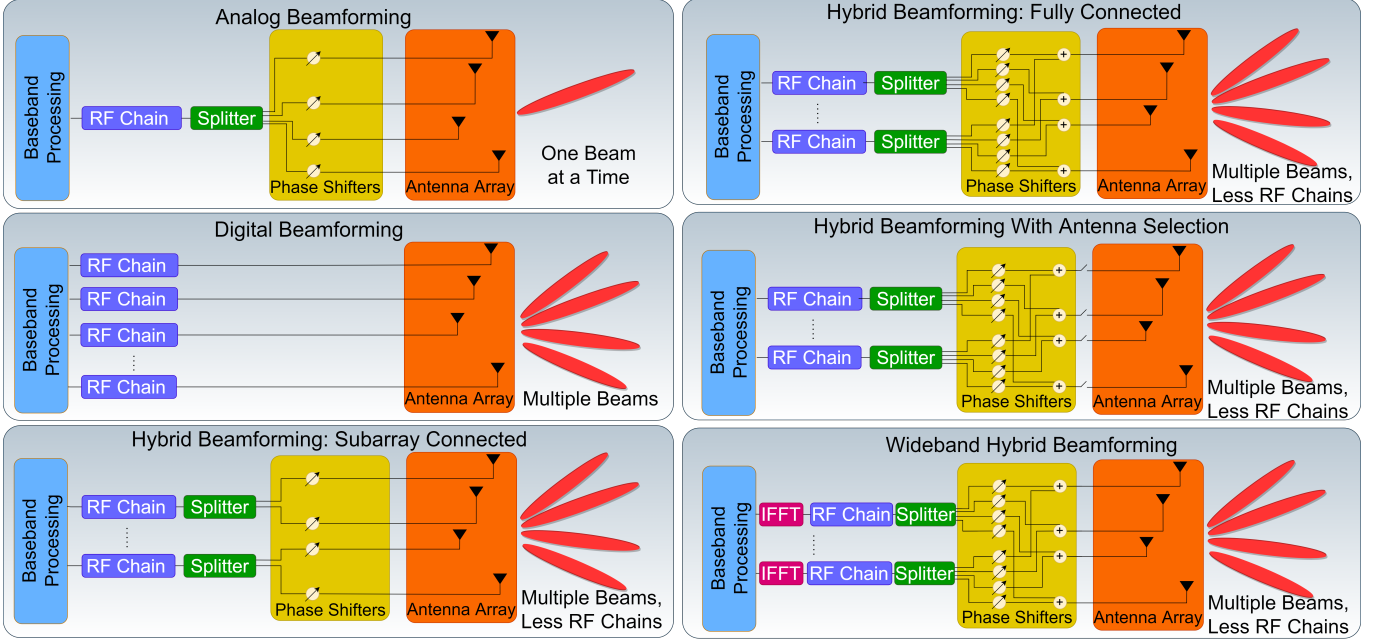 Analog Beamforming
Baseband
Processing
RF Chain
Splitter
Phase Shifters
Antenna Array
One Beam
at a Time
Hybrid Beamforming: Fully Connected
Baseband
Processing
RF Chain
Splitter
RF Chain
Splitter
+
+
+
+
Phase Shifters
Antenna Array
Multiple Beams,
Less RF Chains
Digital Beamforming
Baseband
Processing
RF Chain
RF Chain
RF Chain
RF Chain
Antenna Array
Multiple Beams
Hybrid Beamforming With Antenna Selection
Baseband
Processing
RF Chain
Splitter
RF Chain
Splitter
+
+
+
+
Phase Shifters
Antenna Array
Multiple Beams,
Less RF Chains
Hybrid Beamforming: Subarray Connected
Baseband
Processing
RF Chain
Splitter
RF Chain
Splitter
Phase Shifters
Antenna Array
Multiple Beams,
Less RF Chains
Wideband Hybrid Beamforming
Baseband
Processing
IFFT
RF Chain
Splitter
IFFT
RF Chain
Splitter
+
+
+
+
Phase Shifters
Antenna Array
Multiple Beams,
Less RF Chains